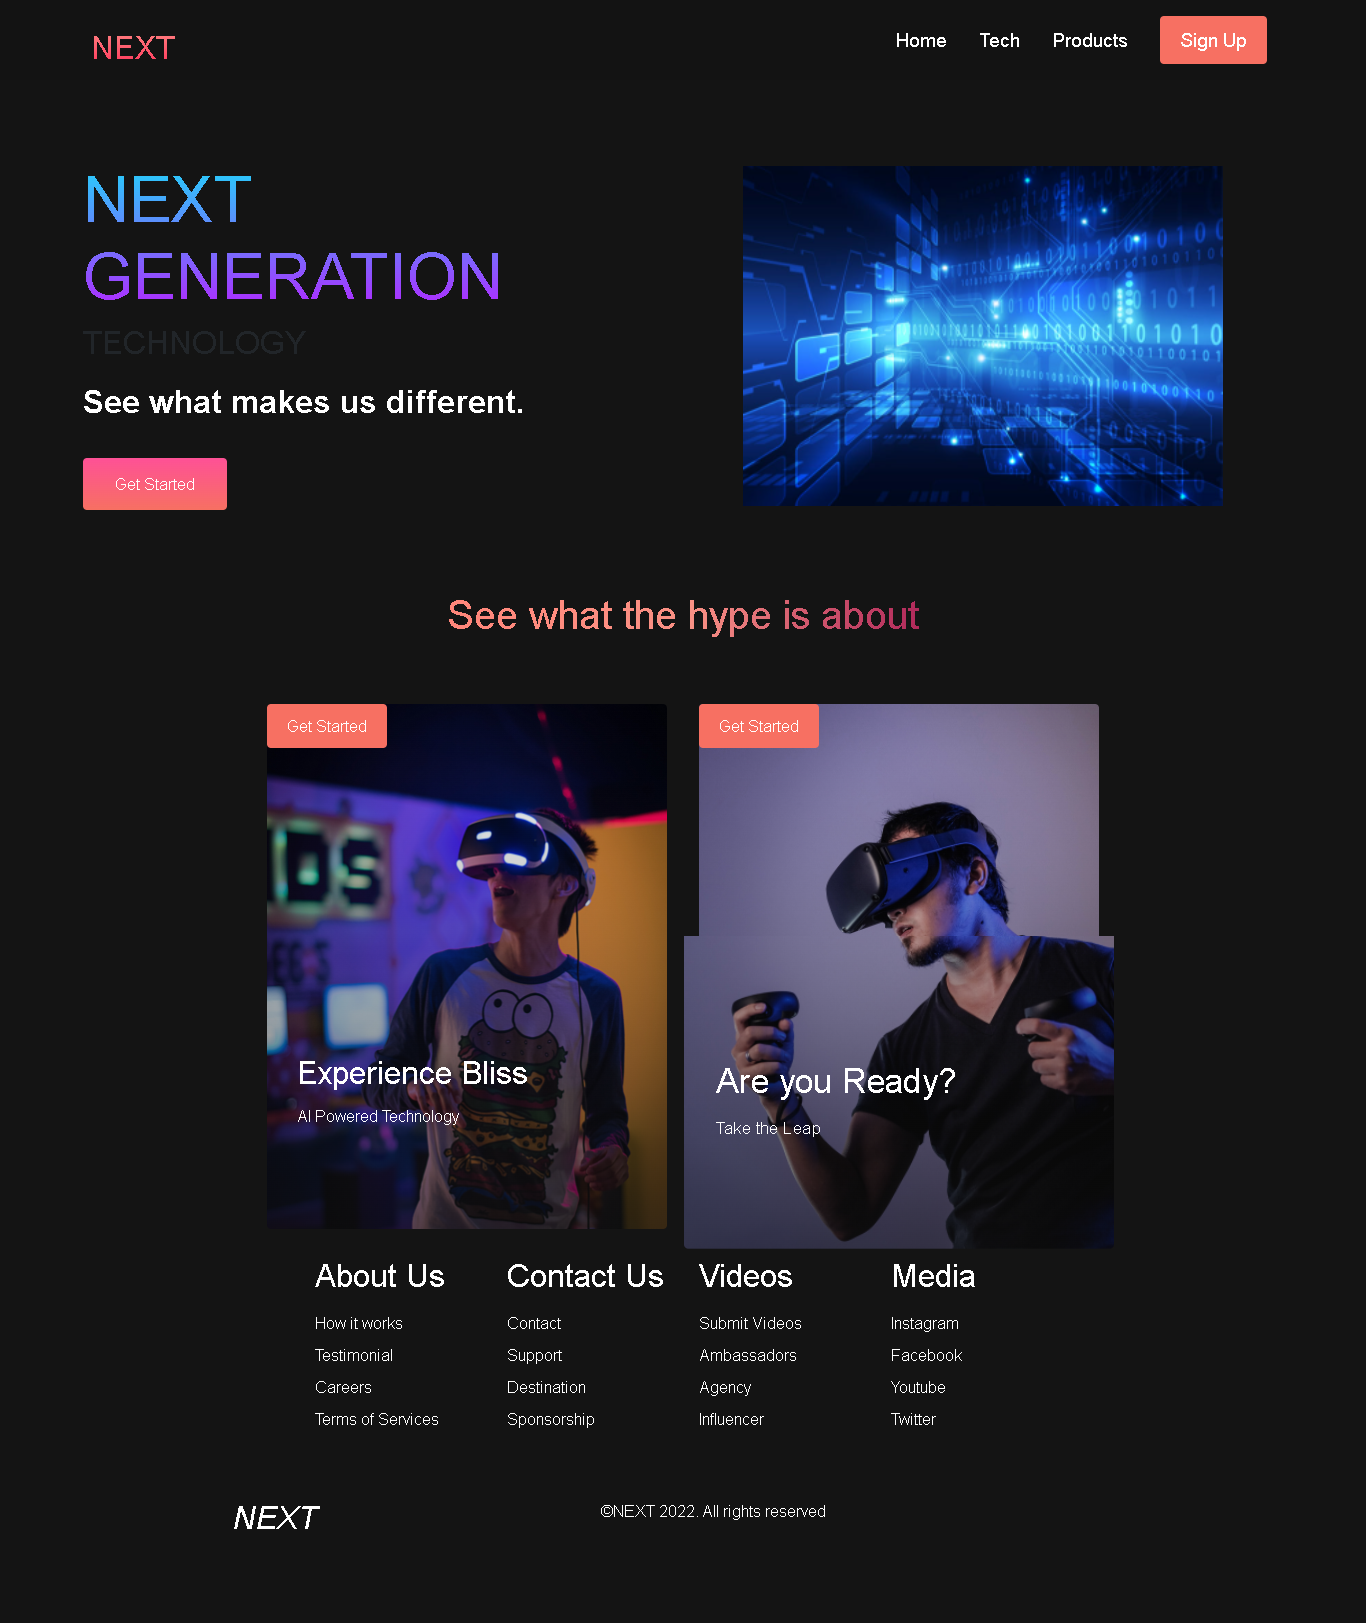 NEXT
Home
Tech
Products
Sign Up
NEXT
GENERATION
TECHNOLOGY
See what makes us different.
Get Started
See what the hype is about
Get Started
Experience Bliss
AI Powered Technology
Get Started
Are you Ready?
Take the Leap
About Us
How it works
Testimonial
Careers
Terms of Services
Contact Us
Contact
Support
Destination
Sponsorship
Videos
Submit Videos
Ambassadors
Agency
Influencer
Media
Instagram
Facebook
Youtube
Twitter
NEXT
©NEXT 2022. All rights reserved